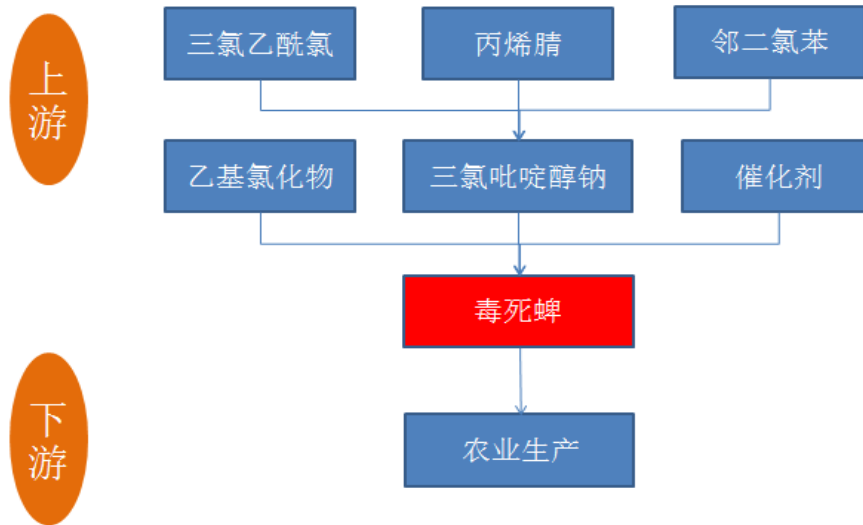 上游
三氯乙酰氯
丙烯腈
邻二氯苯
乙基氯化物
三氯吡啶醇钠
催化剂
毒死蜱
下游
农业生产